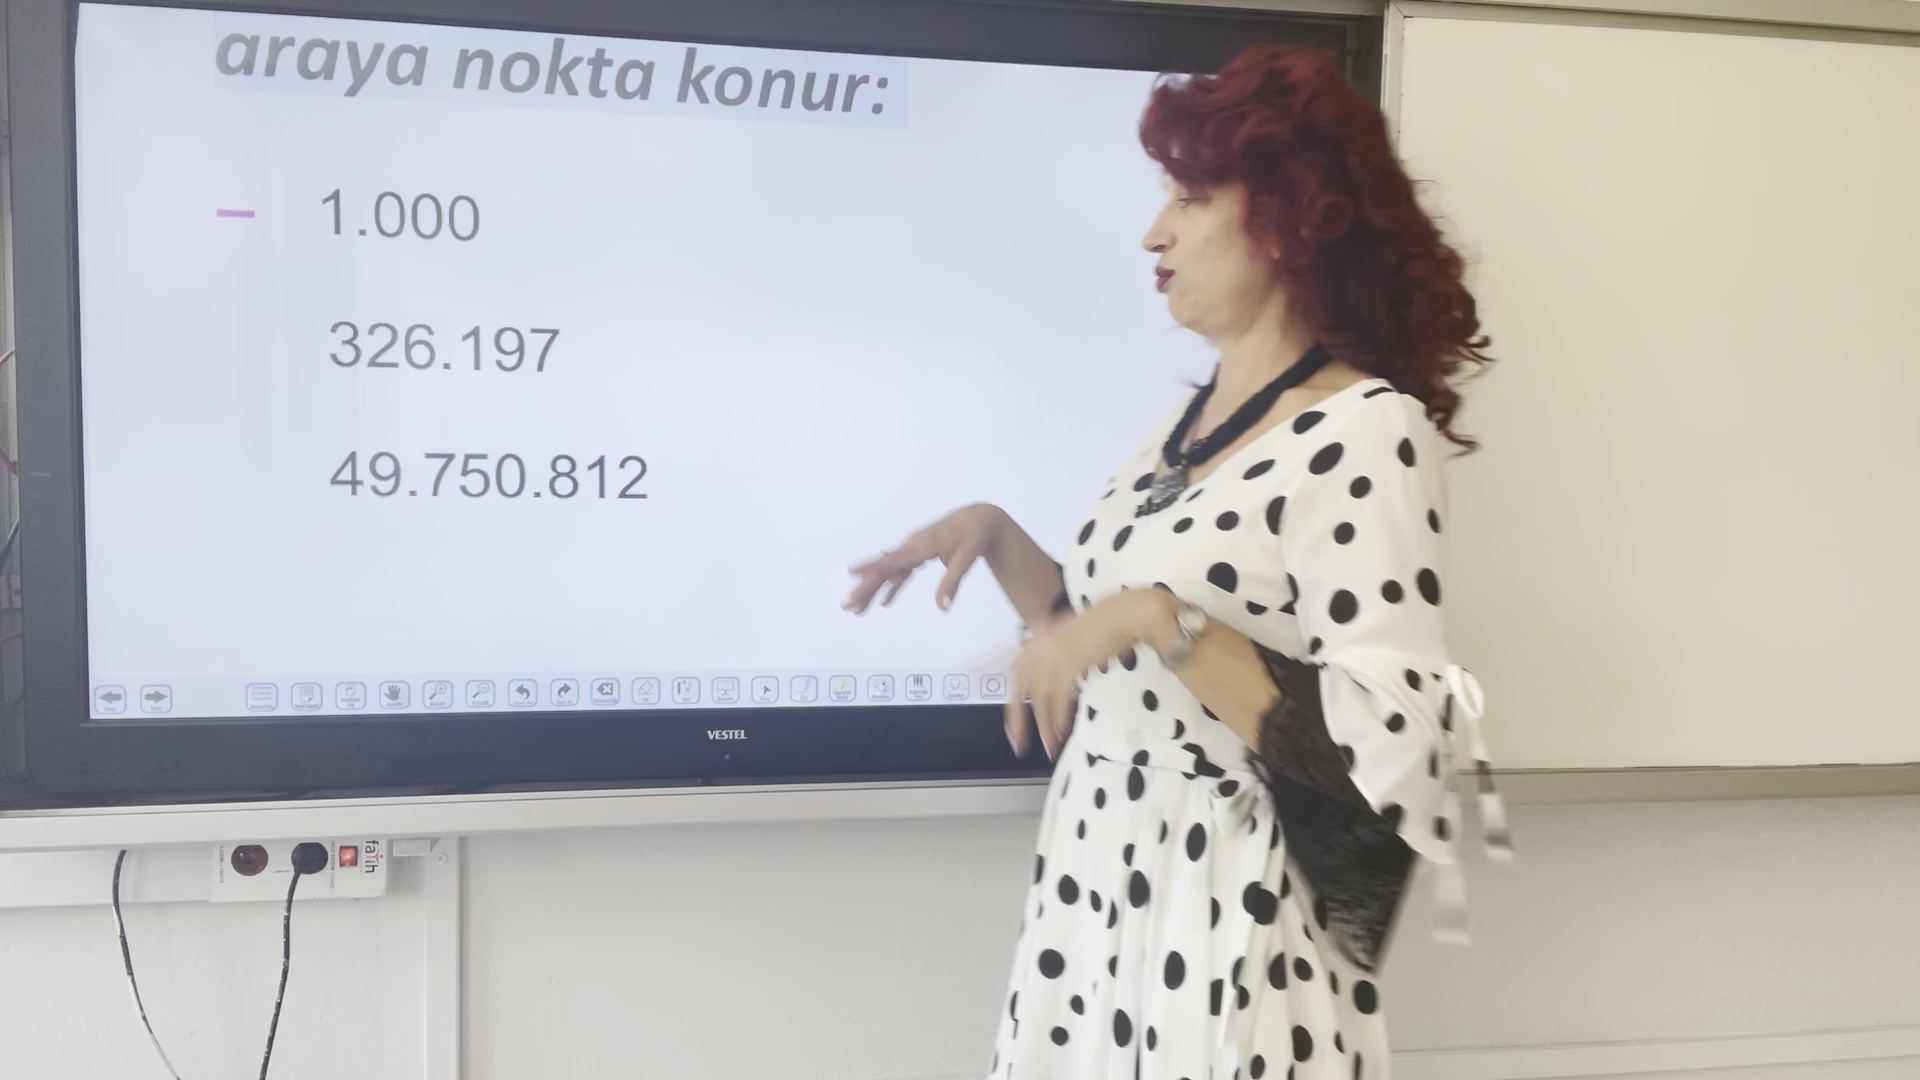 araya nokta konur:
– 1.000
326.197
49.750.812
VESTEL
fatih